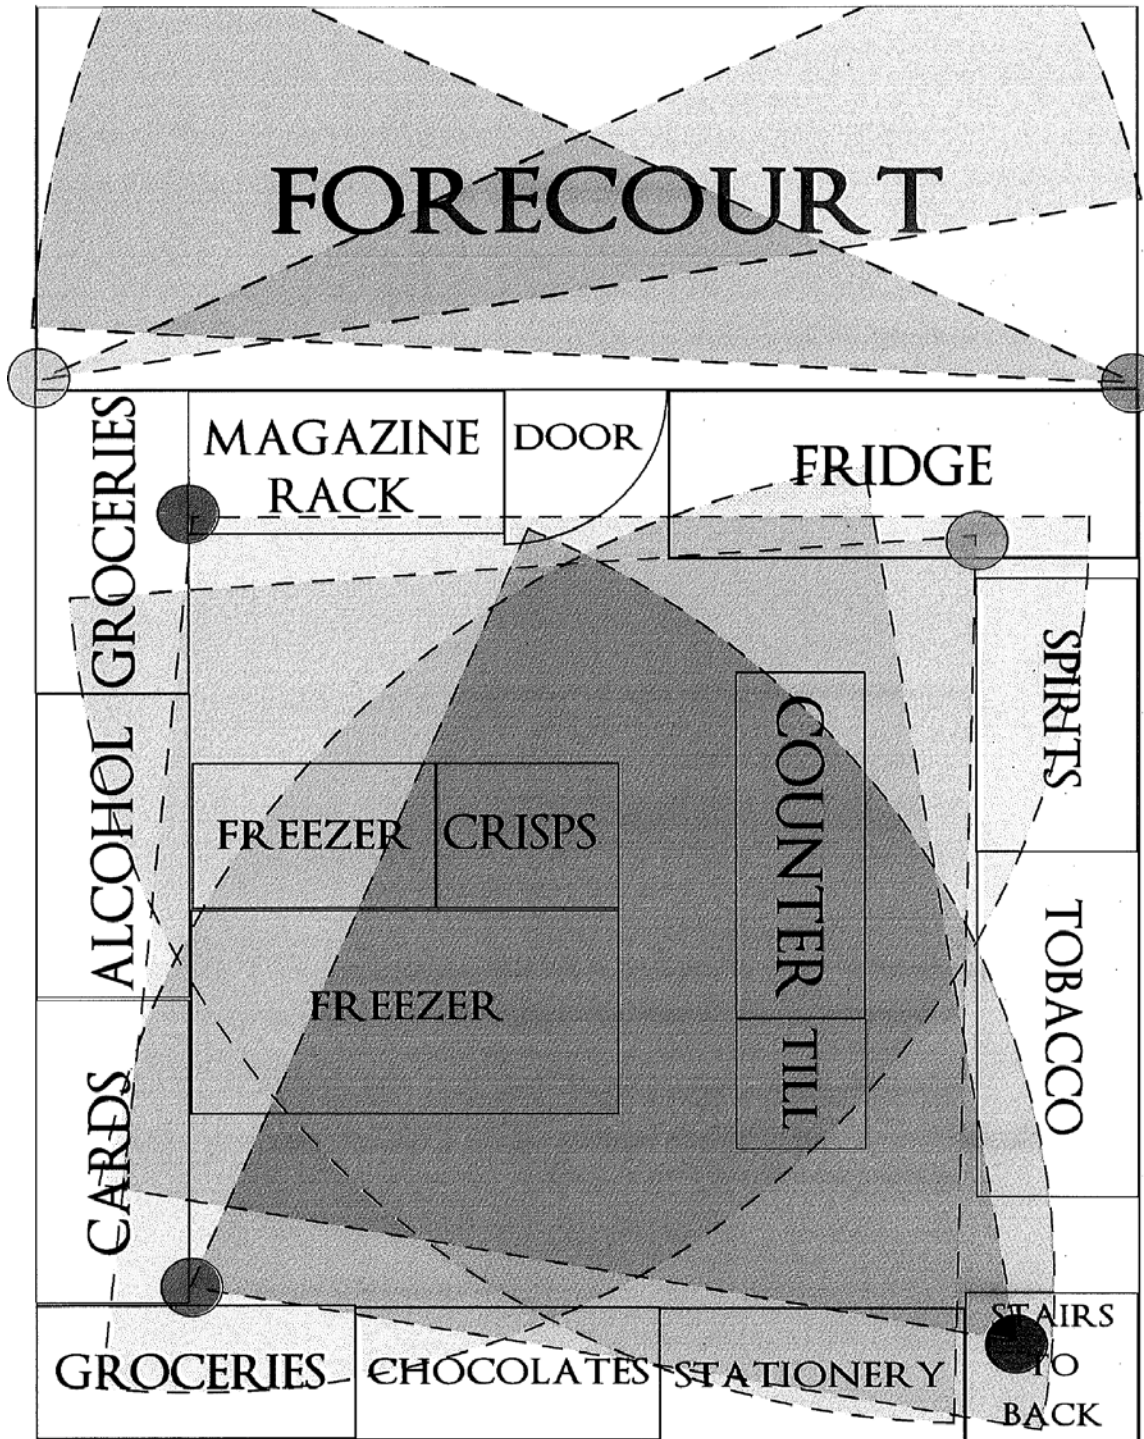 FORECOURT
MAGAZINE
RACK
DOOR
FRIDGE
GROCERIES
SPIRITS
ALCOHOL
COUNTER
FREEZER
CRISPS
TOBACCO
FREEZER
TILL
CARDS
STAIRS
TO
BACK
GROCERIES
CHOCOLATES
STATIONERY